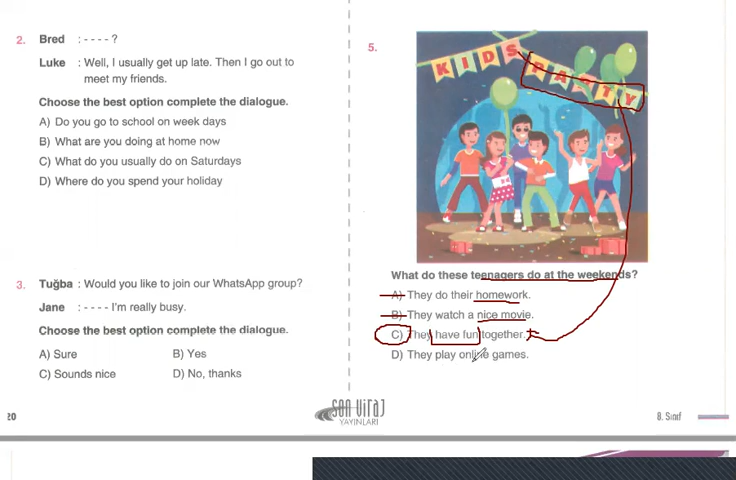 2. Bred : - - - - ?
Luke : Well, I usually get up late. Then I go out to
meet my friends.
Choose the best option complete the dialogue.
A) Do you go to school on week days
B) What are you doing at home now
C) What do you usually do on Saturdays
D) Where do you spend your holiday
3. Tuğba : Would you like to join our WhatsApp group?
Jane : - - - - I'm really busy.
Choose the best option complete the dialogue.
A) Sure B) Yes
C) Sounds nice D) No, thanks
20
5.
KIDS PARTY
What do these teenagers do at the weekends?
A) They do their homework.
B) They watch a nice movie.
C) They have fun together.
D) They play online games.
son viraj
YAYINLARI
8. Sınıf